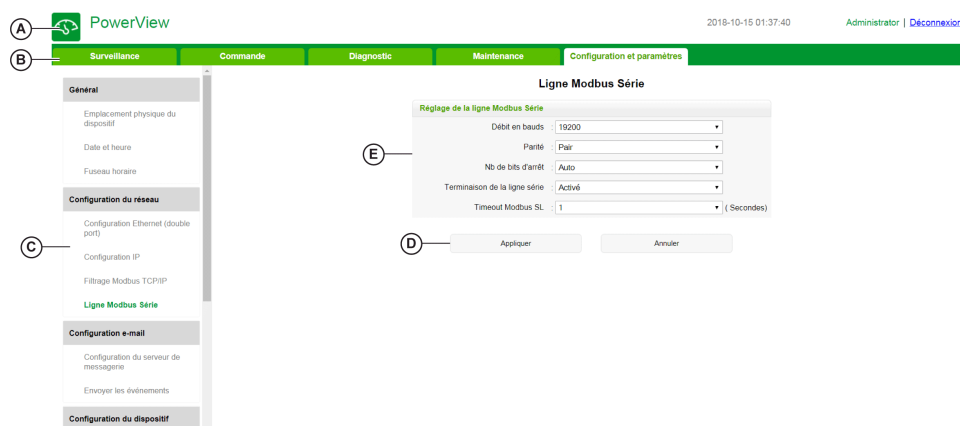 A
PowerView
2018-10-15 01:37:40
Administrator | Déconnexion
B
Surveillance
Commande
Diagnostic
Maintenance
Configuration et paramètres
Général
Emplacement physique du
dispositif
Date et heure
Fuseau horaire
Configuration du réseau
Configuration Ethernet (double
port)
C
Configuration IP
Filtrage Modbus TCP/IP
Ligne Modbus Série
Configuration e-mail
Configuration du serveur de
messagerie
Envoyer les événements
Configuration du dispositif
Ligne Modbus Série
Réglage de la ligne Modbus Série
E
Débit en bauds : 19200
Parité : Pair
Nb de bits d'arrêt : Auto
Terminaison de la ligne série : Activé
Timeout Modbus SL : 1 ( Secondes)
D
Appliquer
Annuler